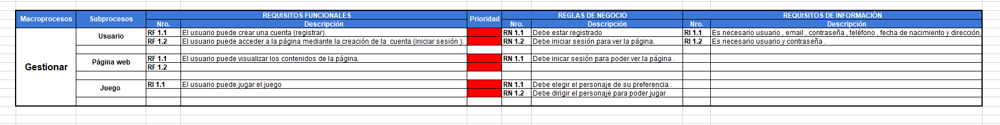 Macroprocesos Subprocesos REQUISITOS FUNCIONALES Prioridad REGLAS DE NEGOCIO REQUISITOS DE INFORMACIÓN
Nro. Descripción Nro. Descripción Nro. Descripción
Gestionar
Usuario
RF 1.1 El usuario puede crear una cuenta (registrar). RN 1.1 Debe estar registrado RI 1.1 Es necesario usuario , email , contraseña , teléfono , fecha de nacimiento y dirección.
RF 1.2 El usuario puede acceder a la página mediante la creación de la cuenta (iniciar sesión ). RN 1.2 Debe iniciar sesión para ver la página. RI 1.2 Es necesario usuario y contraseña .
Página web
RF 1.1 El usuario puede visualizar los contenidos de la página. RN 1.1 Debe inicar sesión para poder ver la página .
RF 1.2
Juego
RI 1.1 El usuario puede jugar el juego RN 1.1 Debe elegir el personaje de su preferencia .
RN 1.2 Debe dirigir el personaje para poder jugar